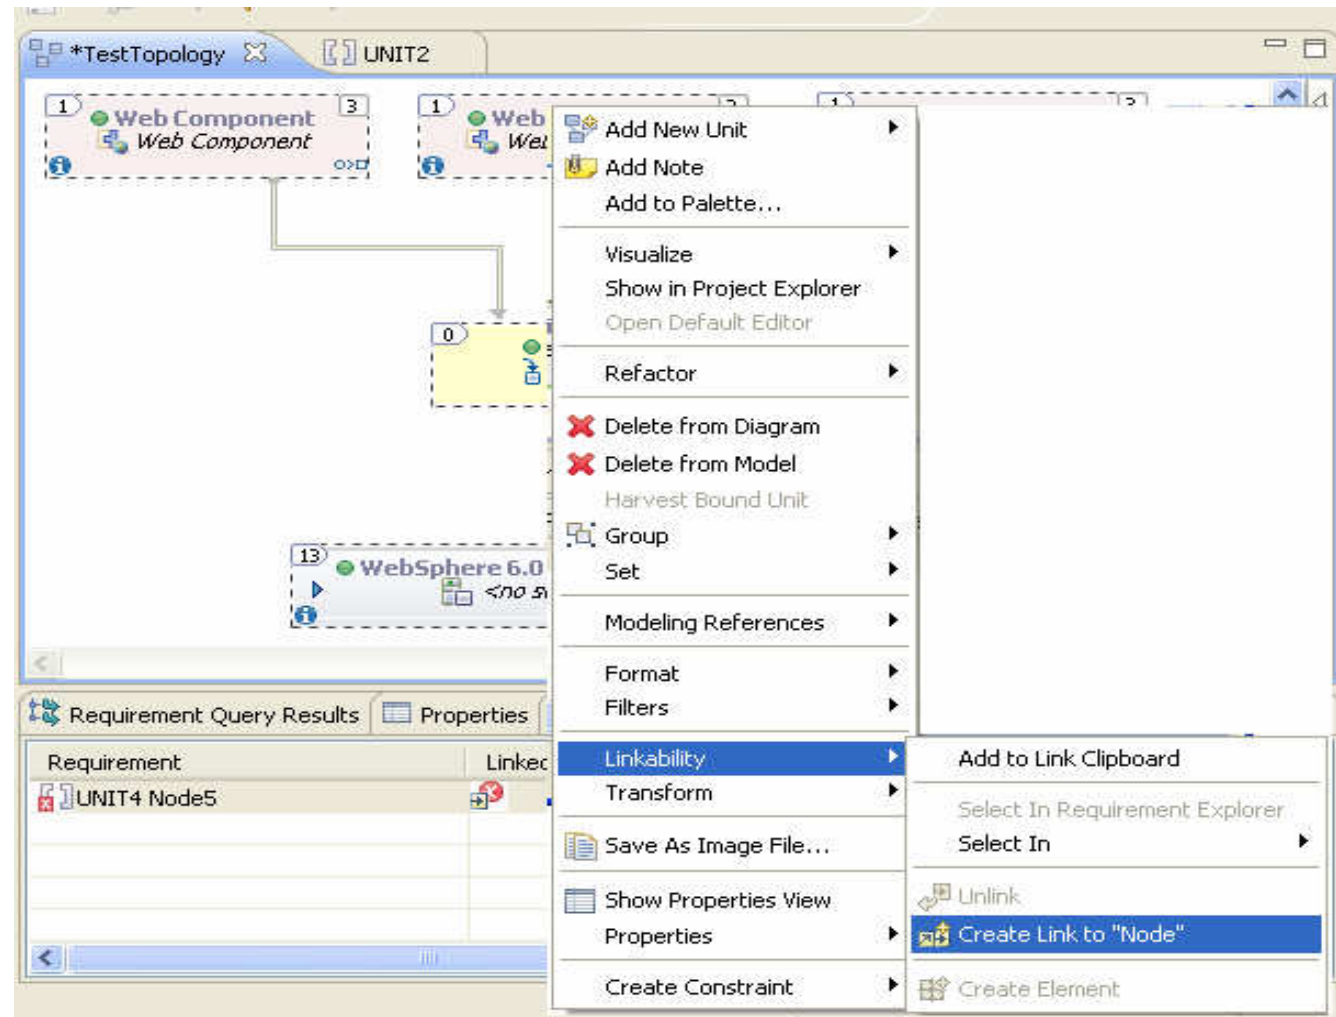 *TestTopology
UNIT2
1
Web Component
3
Web Component
1
Web
Add New Unit
Add Note
Add to Palette...
Visualize
Show in Project Explorer
Open Default Editor
0
Refactor
Delete from Diagram
Delete from Model
Harvest Bound Unit
Group
Set
13
WebSphere 6.0
<no
Modeling References
Format
Filters
Requirement Query Results
Properties
Requirement
UNIT4 Node5
Linkability
Transform
Save As Image File...
Show Properties View
Properties
Create Constraint
Add to Link Clipboard
Select In Requirement Explorer
Select In
Unlink
Create Link to "Node"
Create Element